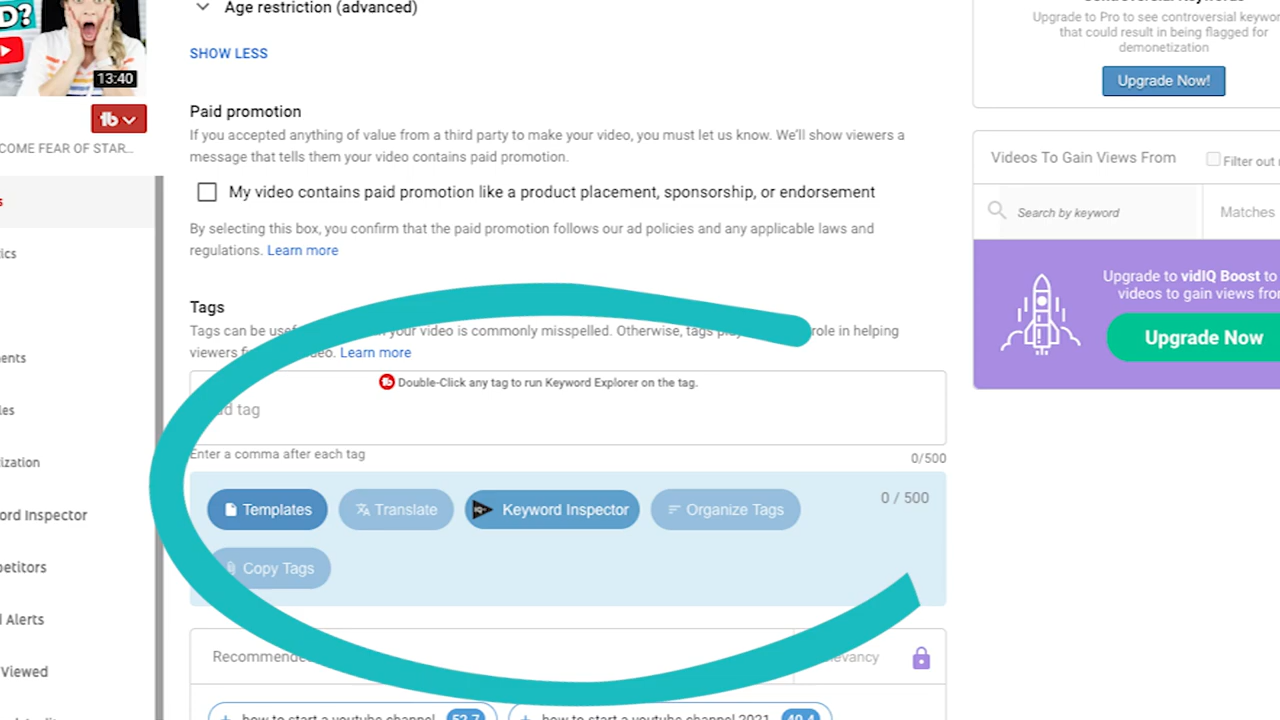 D?
13:40
COME FEAR OF STAR...
s
ics
ents
les
ization
ord Inspector
etitors
d Alerts
Viewed
Age restriction (advanced)
SHOW LESS
Paid promotion
If you accepted anything of value from a third party to make your video, you must let us know. We'll show viewers a
message that tells them your video contains paid promotion.
My video contains paid promotion like a product placement, sponsorship, or endorsement
By selecting this box, you confirm that the paid promotion follows our ad policies and any applicable laws and
regulations. Learn more
Tags
Tags can be your video is commonly misspelled. Otherwise, tags role in helping
viewers Learn more
Double-Click any tag to run Keyword Explorer on the tag.
tag
Enter a comma after each tag
0/500
Templates
Translate
Keyword Inspector
Organize Tags
0 / 500
Copy Tags
how to start a youtube channel 52.7
how to start a youtube channel 2021 49.4
Upgrade to Pro to see controversial keywor
that could result in being flagged for
demonetization
Upgrade Now!
Videos To Gain Views From
Filter out
Search by keyword
Matches
Upgrade to vidIQ Boost to
videos to gain views from
Upgrade Now